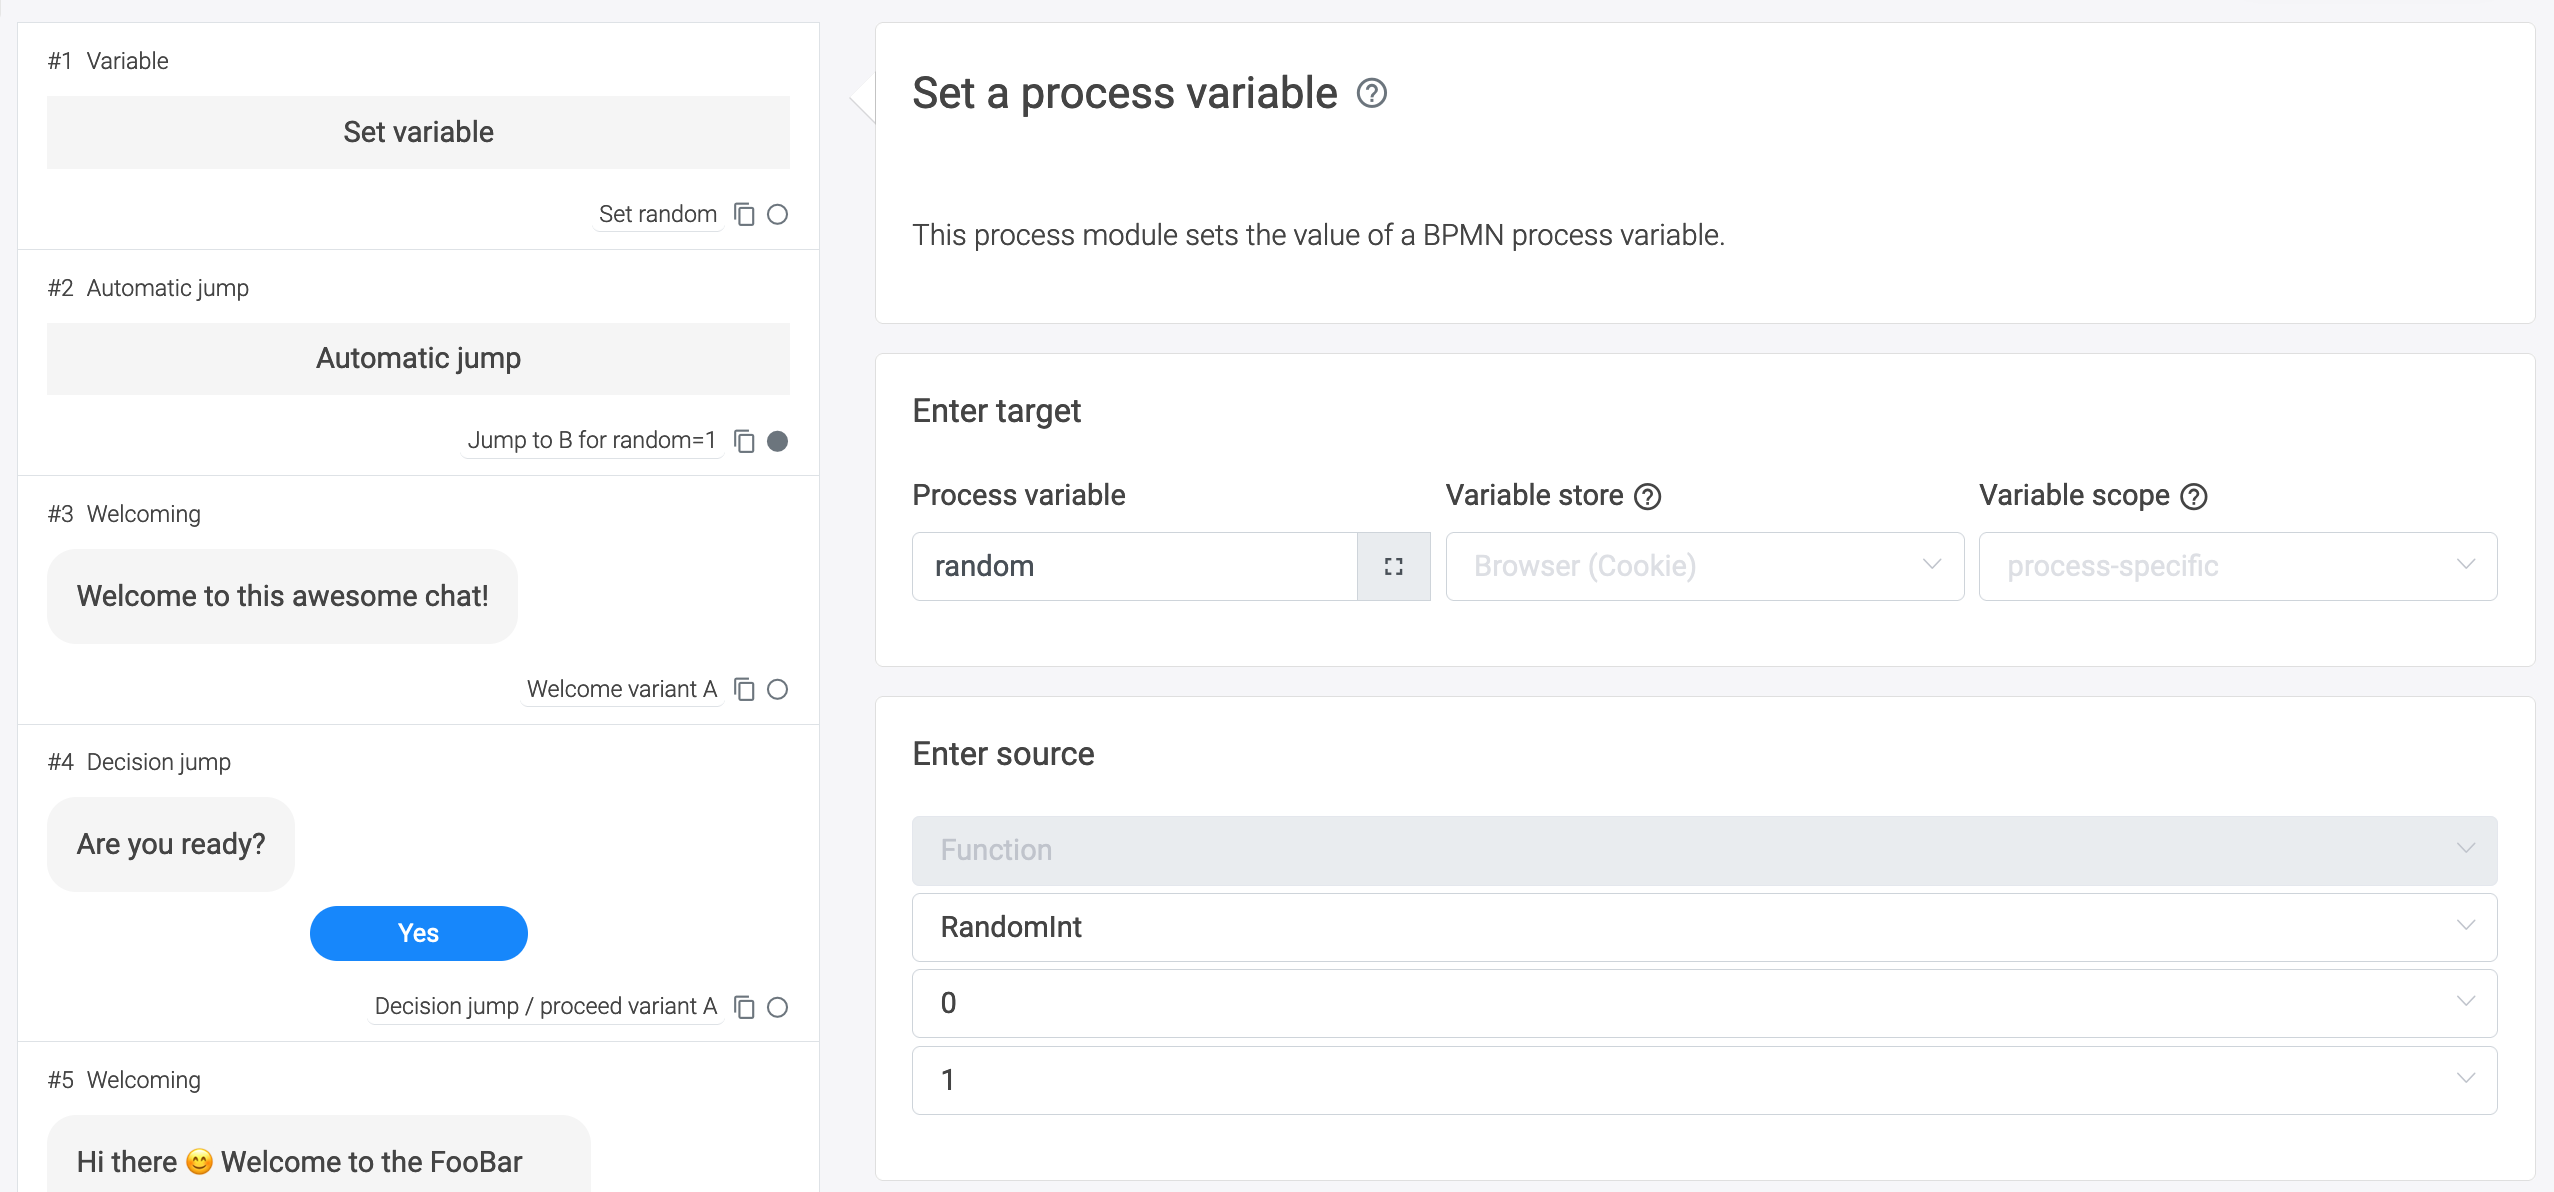 #1 Variable
Set variable
Set random
#2 Automatic jump
Automatic jump
Jump to B for random=1
#3 Welcoming
Welcome to this awesome chat!
Welcome variant A
#4 Decision jump
Are you ready?
Yes
Decision jump / proceed variant A
#5 Welcoming
Hi there 😊 Welcome to the FooBar
Set a process variable
This process module sets the value of a BPMN process variable.
Enter target
Process variable
random
Variable store
Browser (Cookie)
Variable scope
process-specific
Enter source
Function
RandomInt
0
1